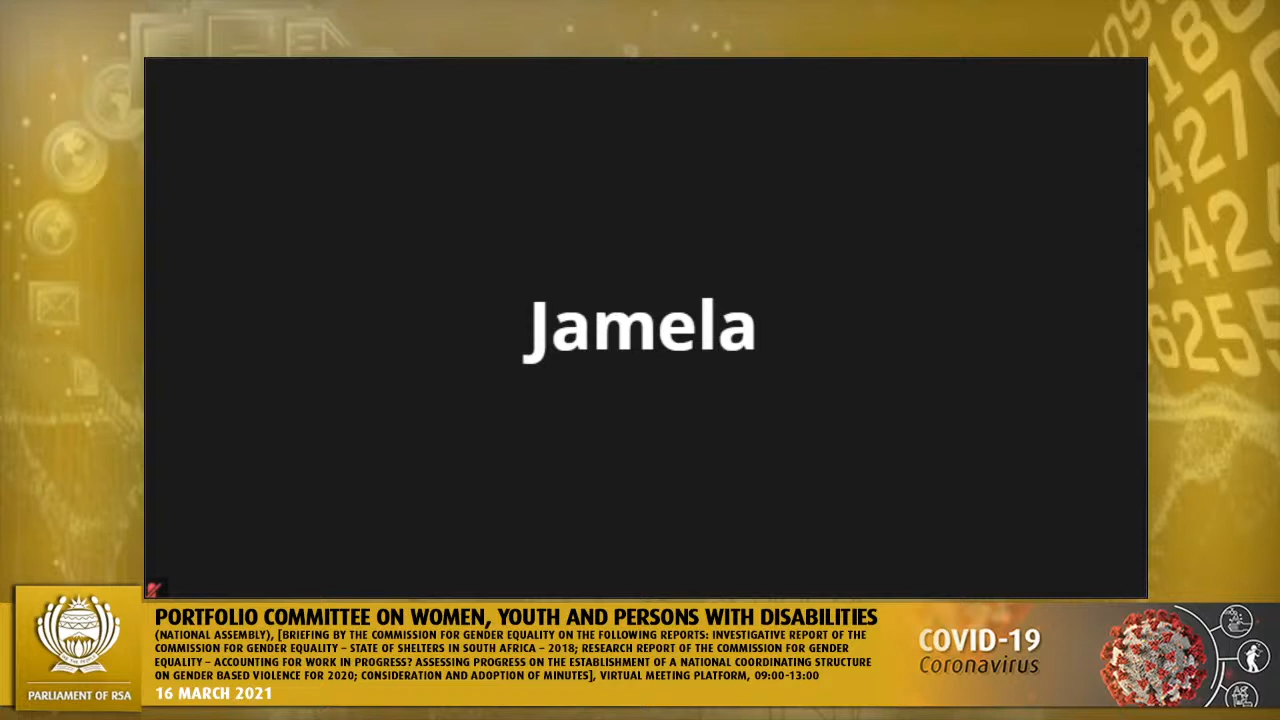 Jamela
PORTFOLIO COMMITTEE ON WOMEN, YOUTH AND PERSONS WITH DISABILITIES
(NATIONAL ASSEMBLY), [BRIEFING BY THE COMMISSION FOR GENDER EQUALITY ON THE FOLLOWING REPORTS: INVESTIGATIVE REPORT OF THE
COMMISSION FOR GENDER EQUALITY – STATE OF SHELTERS IN SOUTH AFRICA – 2018; RESEARCH REPORT OF THE COMMISSION FOR GENDER
EQUALITY – ACCOUNTING FOR WORK IN PROGRESS? ASSESSING PROGRESS ON THE ESTABLISHMENT OF A NATIONAL COORDINATING STRUCTURE
ON GENDER BASED VIOLENCE FOR 2020; CONSIDERATION AND ADOPTION OF MINUTES], VIRTUAL MEETING PLATFORM, 09:00-13:00
16 MARCH 2021
PARLIAMENT OF RSA
COVID-19
Coronavirus
427
442
6255